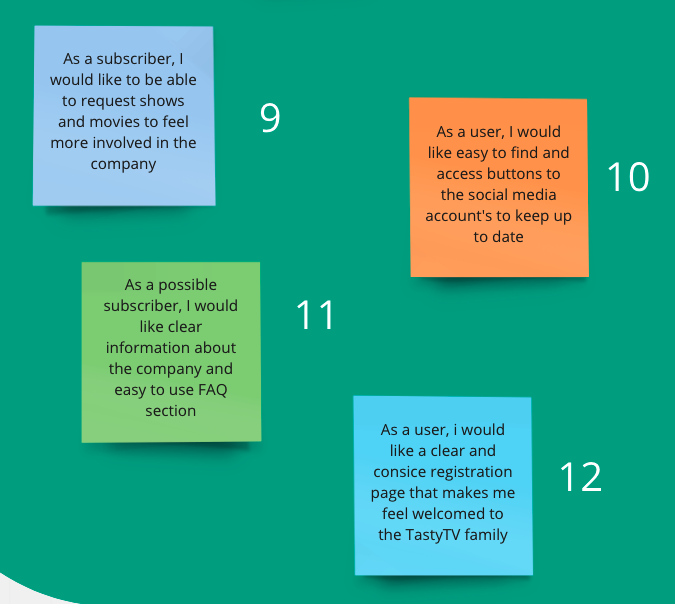 As a subscriber, I
would like to be able
to request shows
and movies to feel
more involved in the
company
9
As a user, I would
like easy to find and
access buttons to
the social media
account's to keep up
to date
10
As a possible
subscriber, I would
like clear
information about
the company and
easy to use FAQ
section
11
As a user, i would
like a clear and
consice registration
page that makes me
feel welcomed to
the TastyTV family
12